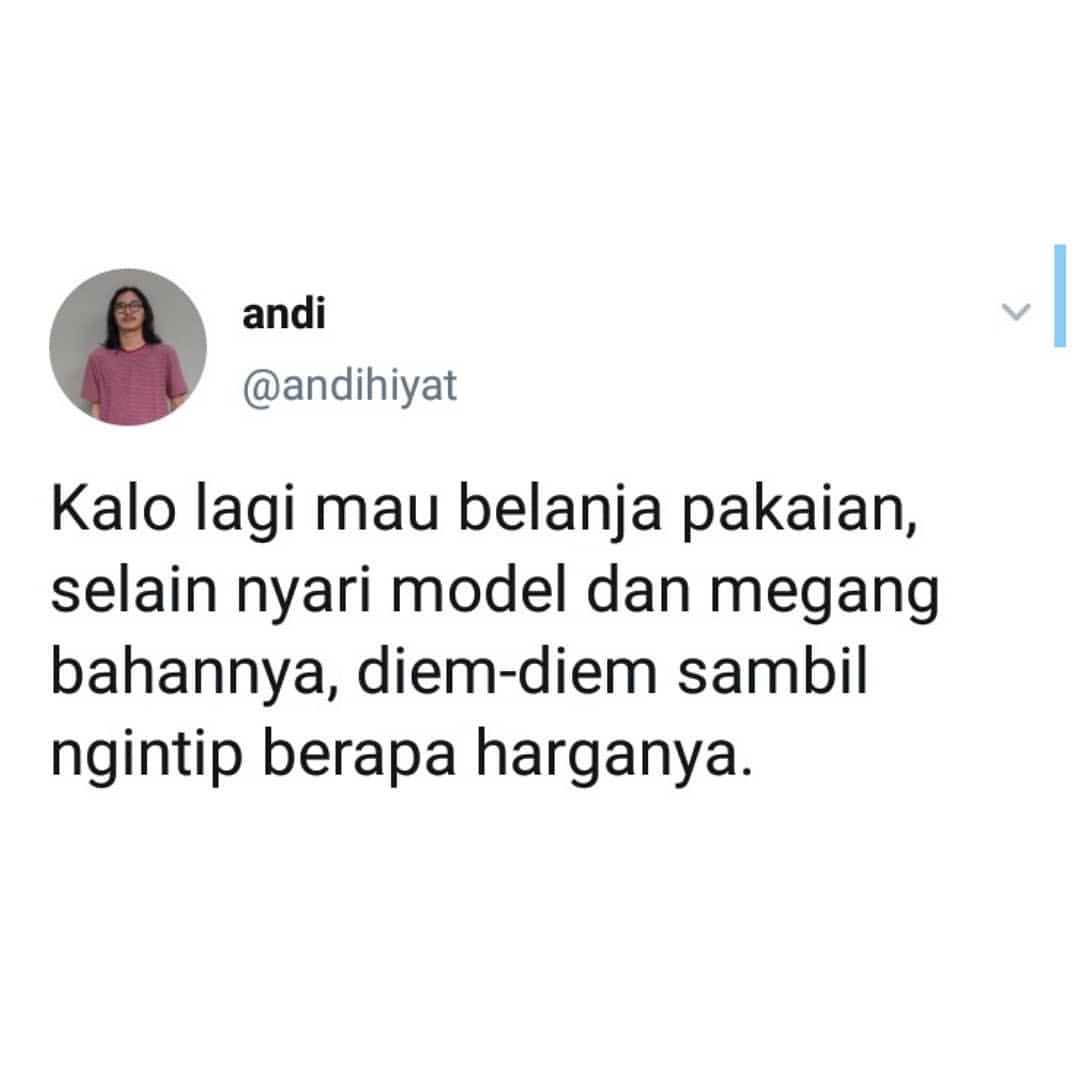 andi
@andihiyat
Kalo lagi mau belanja pakaian,
selain nyari model dan megang
bahannya, diem-diem sambil
ngintip berapa harganya.